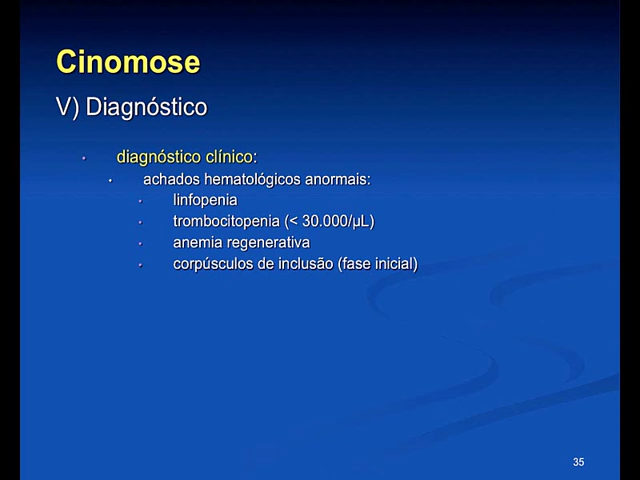 Cinomose
V) Diagnóstico
diagnóstico clínico:
achados hematológicos anormais:
linfopenia
trombocitopenia (< 30.000/µL)
anemia regenerativa
corpúsculos de inclusão (fase inicial)
35